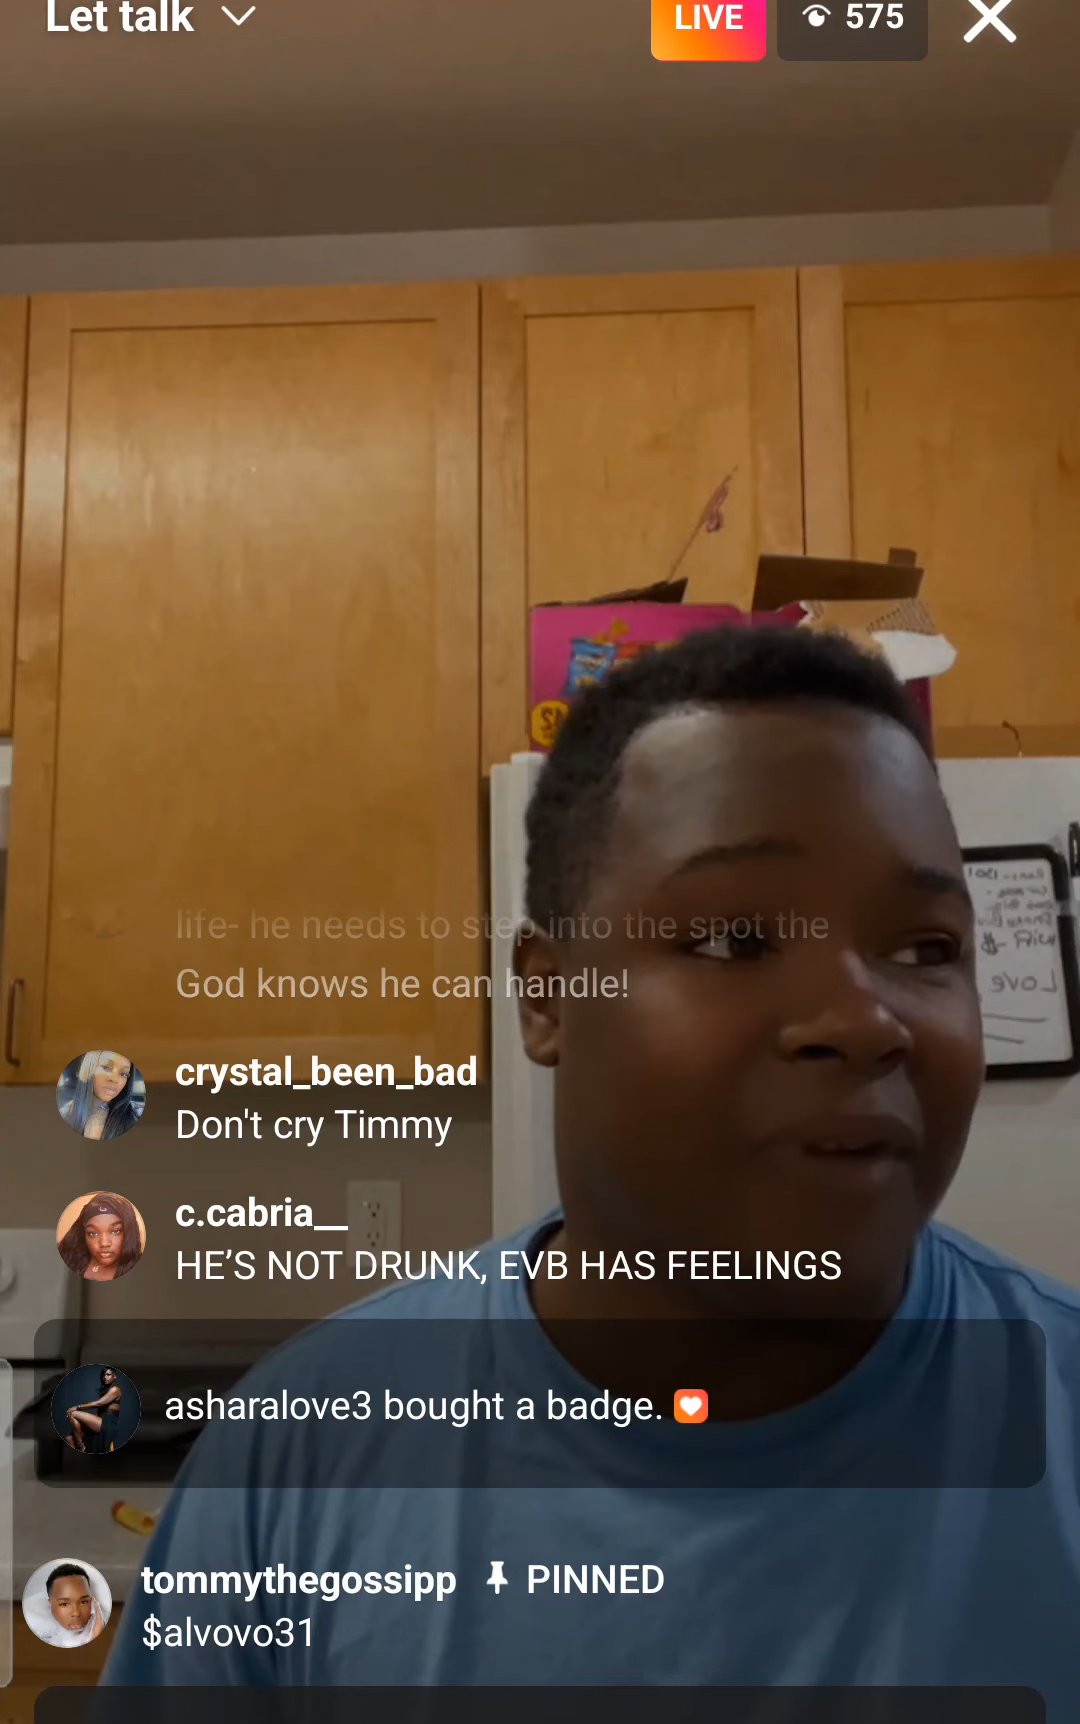 Let talk
LIVE
575
life- he needs to step into the spot the
God knows he can handle!
crystal_been_bad
Don't cry Timmy
c.cabria__
HE’S NOT DRUNK, EVB HAS FEELINGS
asharalove3 bought a badge.
tommythegossipp PINNED
$alvovo31
Love